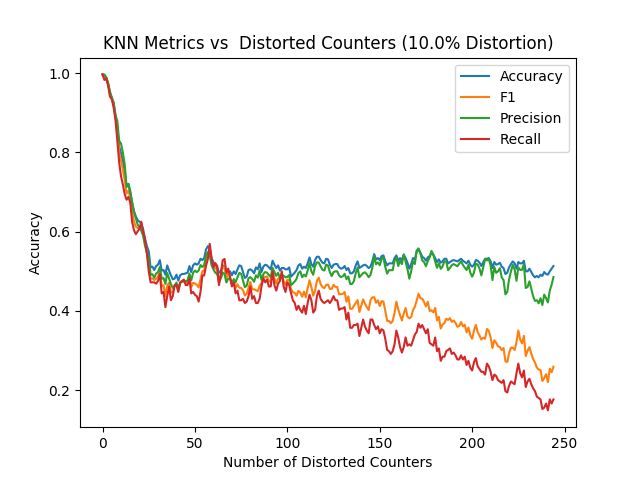 KNN Metrics vs  Distorted Counters (10.0% Distortion)
Accuracy
F1
Precision
Recall
Accuracy
1.0
0.8
0.6
0.4
0.2
0
50
100
150
200
250
Number of Distorted Counters